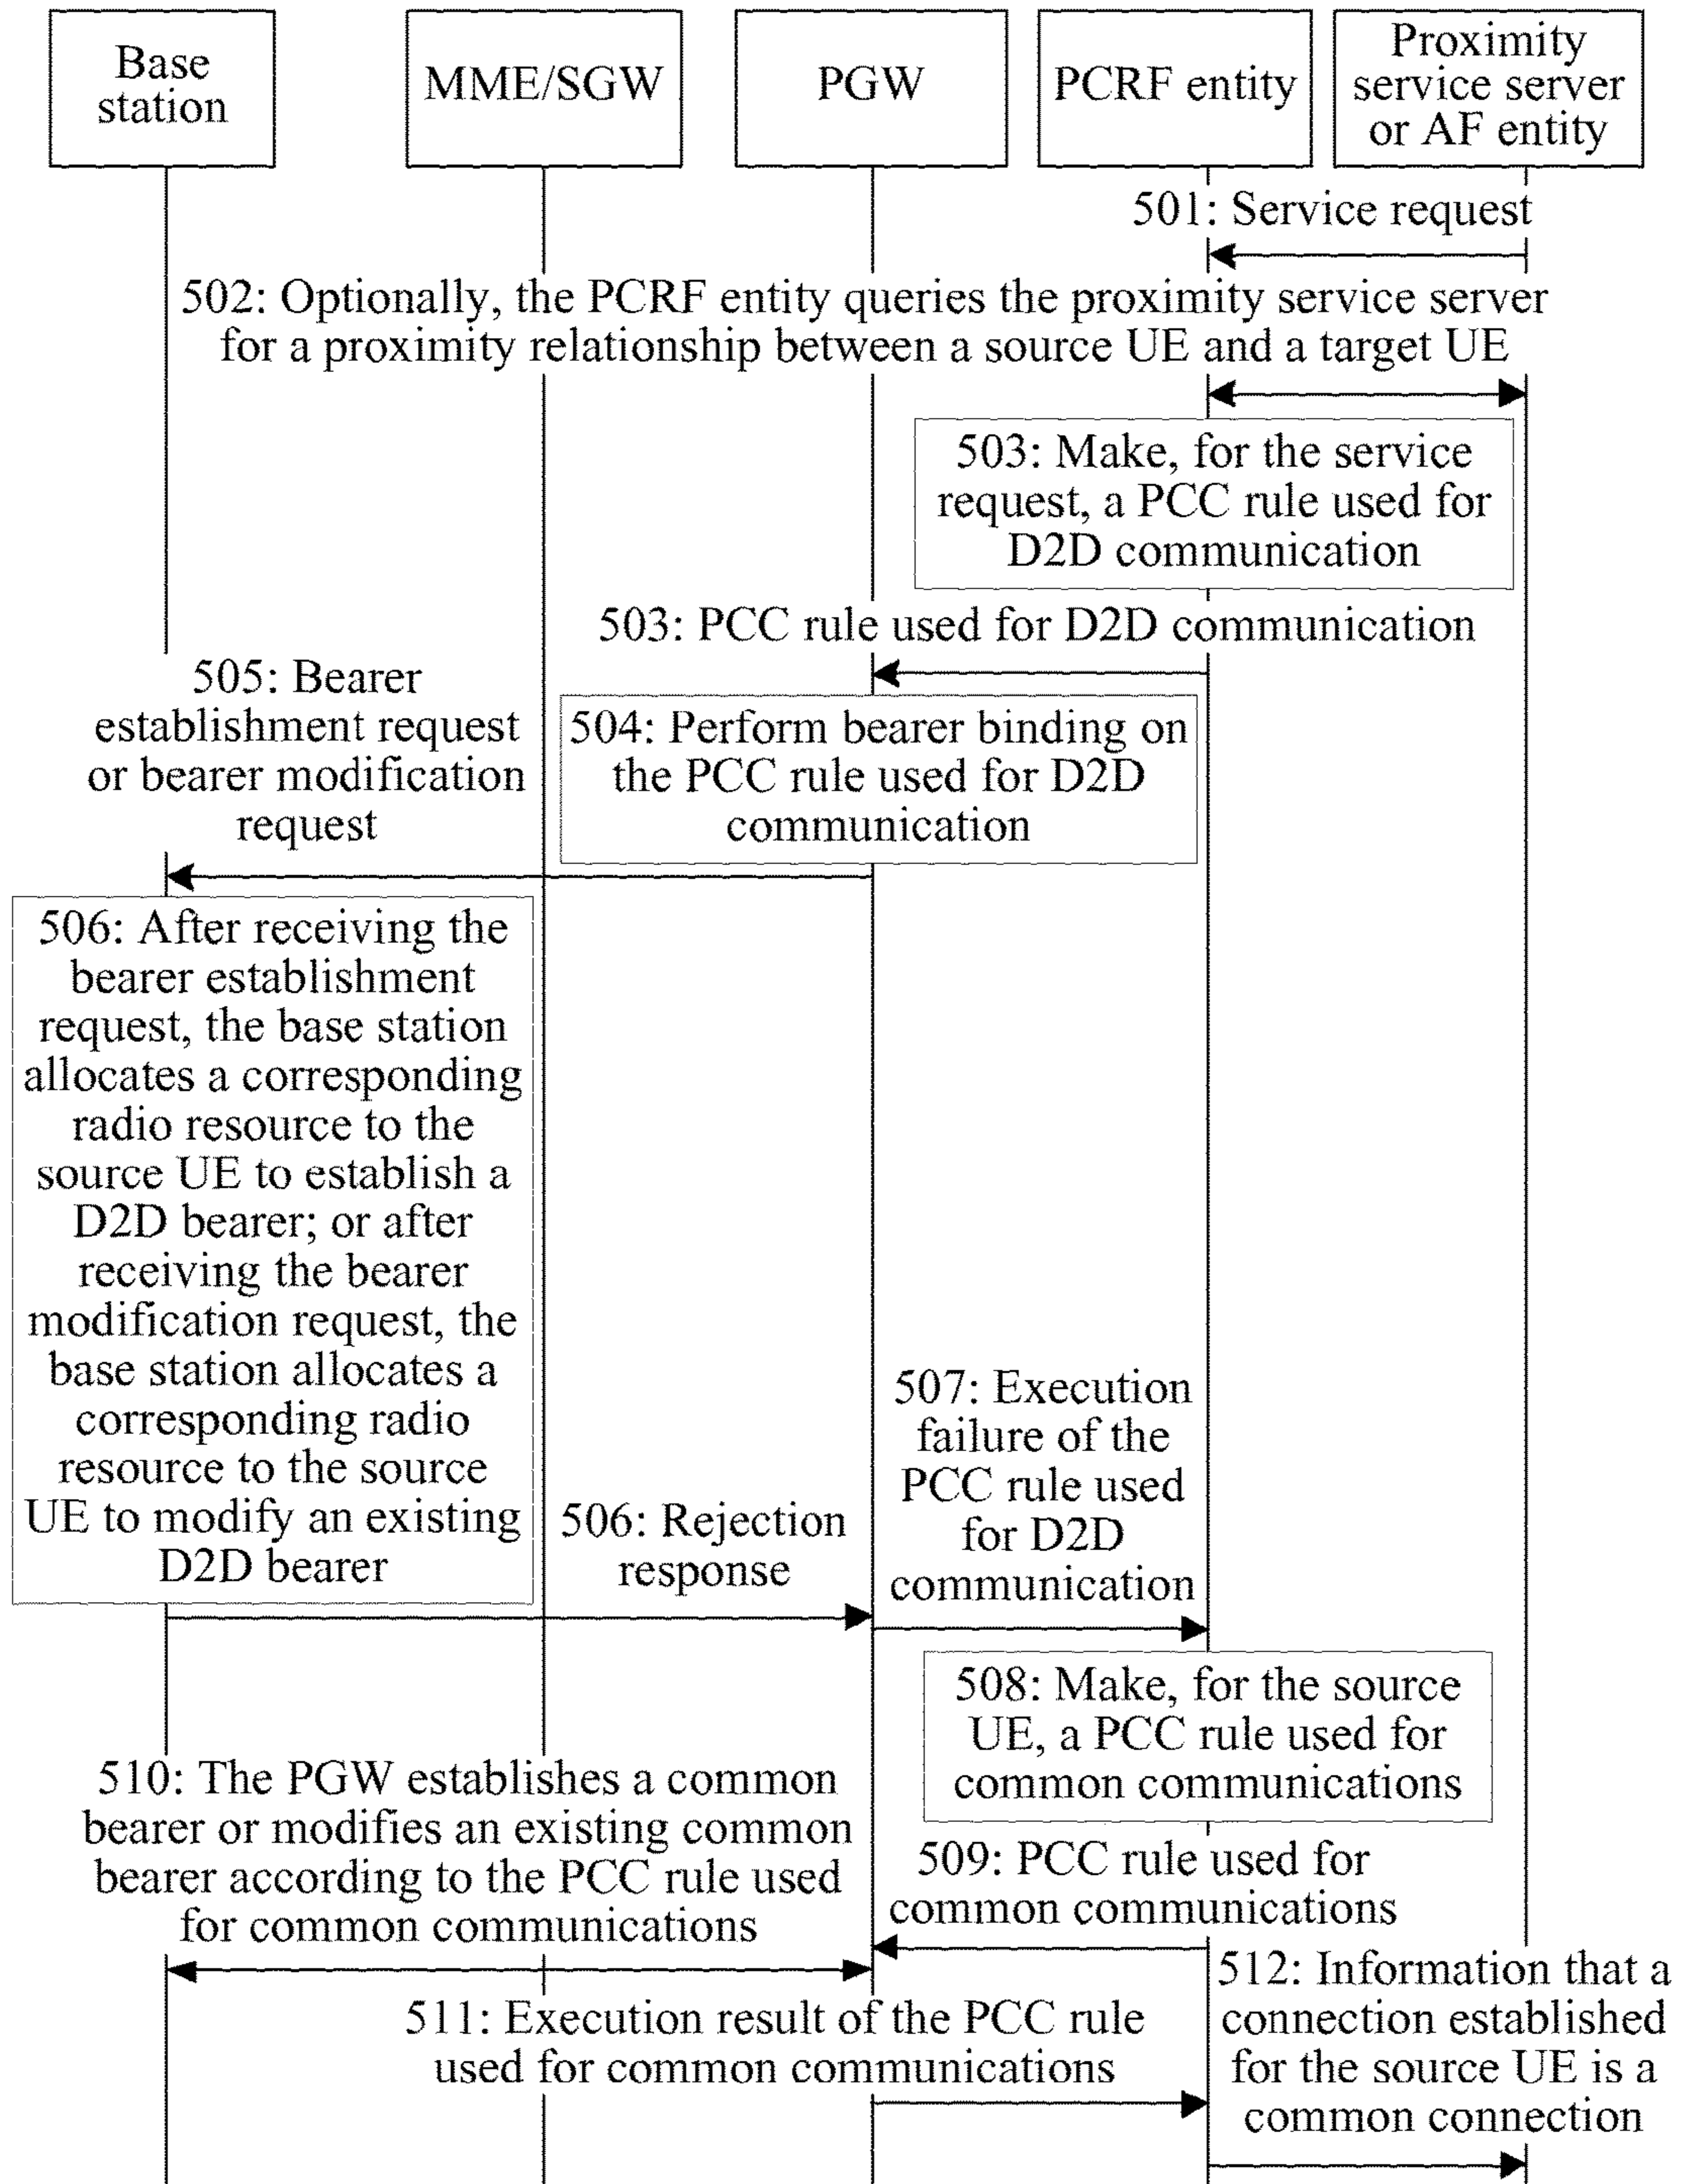 Base
station
MME/SGW
PGW
PCRF entity
Proximity
service server
or AF entity
501: Service request
502: Optionally, the PCRF entity queries the proximity service server
for a proximity relationship between a source UE and a target UE
503: Make, for the service
request, a PCC rule used for
D2D communication
503: PCC rule used for D2D communication
504: Perform bearer binding on
the PCC rule used for D2D
communication
505: Bearer
establishment request
or bearer modification
request
506: After receiving the
bearer establishment
request, the base station
allocates a corresponding
radio resource to the
source UE to establish a
D2D bearer; or after
receiving the bearer
modification request, the
base station allocates a
corresponding radio
resource to the source
UE to modify an existing
D2D bearer
506: Rejection
response
507: Execution
failure of the
PCC rule used
for D2D
communication
508: Make, for the source
UE, a PCC rule used for
common communications
509: PCC rule used for
common communications
510: The PGW establishes a common
bearer or modifies an existing common
bearer according to the PCC rule used
for common communications
511: Execution result of the PCC rule
used for common communications
512: Information that a
connection established
for the source UE is a
common connection